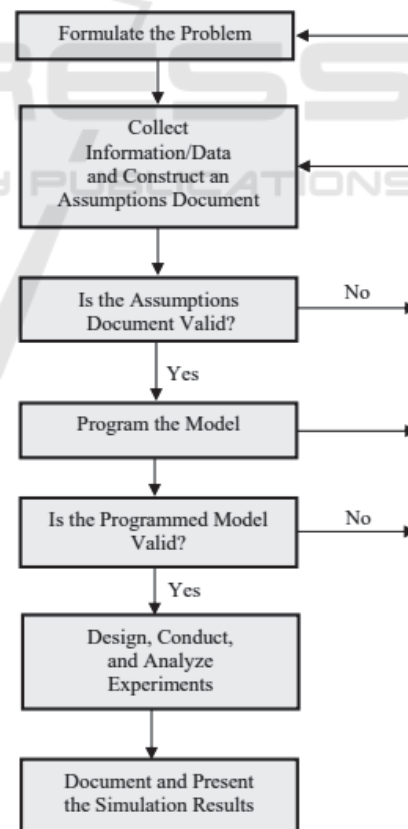 Formulate the Problem
Collect
Information/Data
and Construct an
Assumptions Document
Is the Assumptions
Document Valid?
No
Yes
Program the Model
Is the Programmed Model
Valid?
No
Yes
Design, Conduct,
and Analyze
Experiments
Document and Present
the Simulation Results